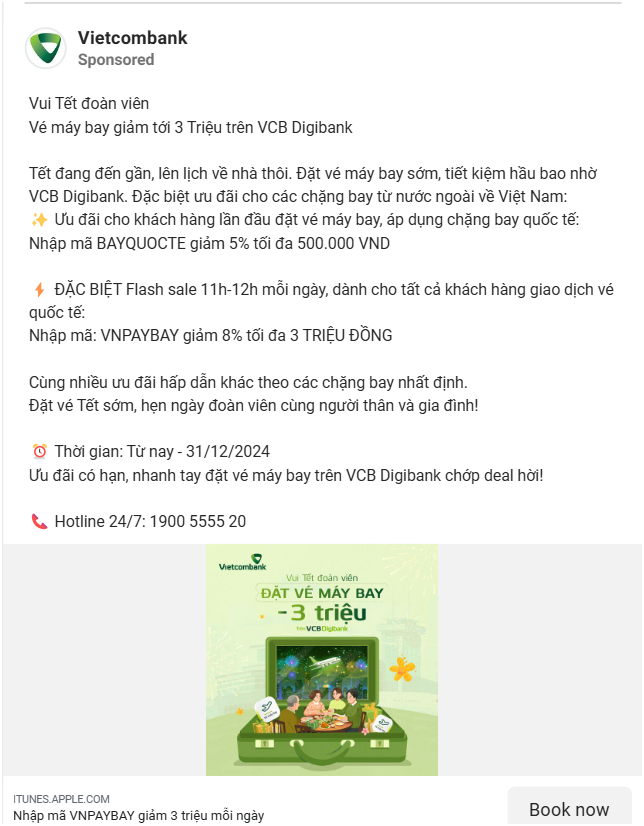 Vietcombank
Sponsored
Vui Tết đoàn viên
Vé máy bay giảm tới 3 Triệu trên VCB Digibank
Tết đang đến gần, lên lịch về nhà thôi. Đặt vé máy bay sớm, tiết kiệm hầu bao nhờ
VCB Digibank. Đặc biệt ưu đãi cho các chặng bay từ nước ngoài về Việt Nam:
✨ Ưu đãi cho khách hàng lần đầu đặt vé máy bay, áp dụng chặng bay quốc tế:
Nhập mã BAYQUOCTE giảm 5% tối đa 500.000 VND
⚡ ĐẶC BIỆT Flash sale 11h-12h mỗi ngày, dành cho tất cả khách hàng giao dịch vé
quốc tế:
Nhập mã: VNPAYBAY giảm 8% tối đa 3 TRIỆU ĐỒNG
Cùng nhiều ưu đãi hấp dẫn khác theo các chặng bay nhất định.
Đặt vé Tết sớm, hẹn ngày đoàn viên cùng người thân và gia đình!
⏰ Thời gian: Từ nay - 31/12/2024
Ưu đãi có hạn, nhanh tay đặt vé máy bay trên VCB Digibank chớp deal hời!
📞 Hotline 24/7: 1900 5555 20
Vietcombank
Vui Tết đoàn viên
ĐẶT VÉ MÁY BAY
-3 triệu
Trên VCB Digibank
ITUNES.APPLE.COM
Nhập mã VNPAYBAY giảm 3 triệu mỗi ngày
Book now